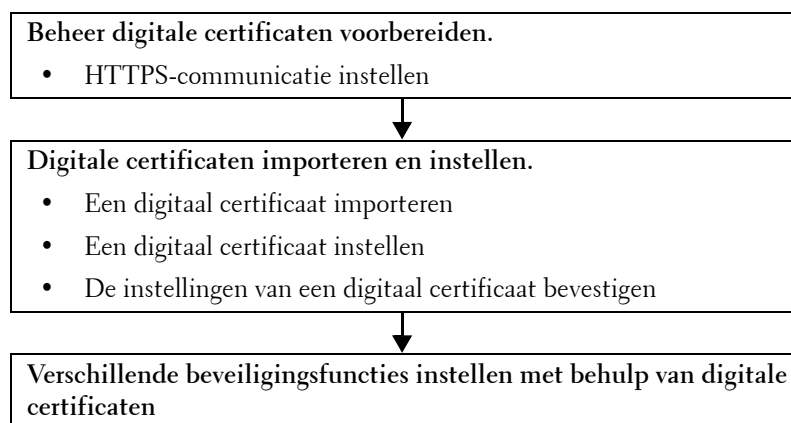 Beheer digitale certificaten voorbereiden.
• HTTPS-communicatie instellen
Digitale certificaten importeren en instellen.
• Een digitaal certificaat importeren
• Een digitaal certificaat instellen
• De instellingen van een digitaal certificaat bevestigen
Verschillende beveiligingsfuncties instellen met behulp van digitale
certificaten